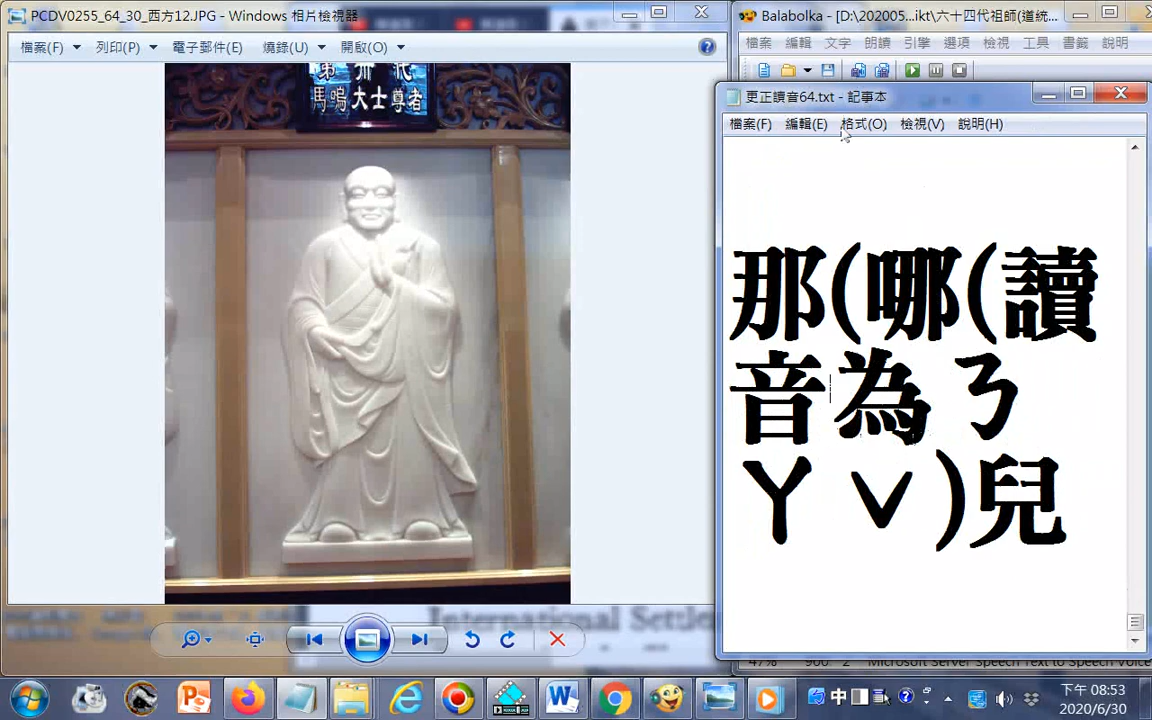 PCDV0255_64_30_西方12.JPG - Windows 相片檢視器
檔案(F) 列印(P) 電子郵件(E) 燒錄(U) 開啟(O)
馬鳴大士尊者
Balabolka - [D:\202005...ikt\六十四代祖師(道統...
檔案 編輯 文字 朗讀 引擎 選項 檢視 工具 書籤 說明
更正讀音64.txt - 記事本
檔案(F) 編輯(E) 格式(O) 檢視(V) 說明(H)
那(哪(讀
音為ㄋ
ㄚˇ)兒
International Settle
47% 906 2 Microsoft Server Speech Text to Speech Voice
中
下午 08:53
2020/6/30